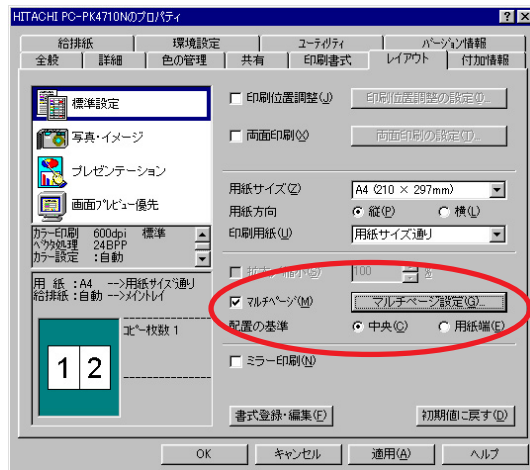 HITACHI PC-PK4710Nのプロパティ
給排紙 環境設定 ユーティリティ バージョン情報
全般 詳細 色の管理 共有 印刷書式 レイアウト 付加情報
標準設定
写真・イメージ
プレゼンテーション
画面プレビュー優先
カラー印刷 600dpi 標準
ベクタ処理 24BPP
カラー設定 :自動
用 紙 :A4 -->用紙サイズ通り
給排紙 :自動 -->メイントレイ
コピー枚数 1
1 2
印刷位置調整(J) 印刷位置調整の設定(I)...
両面印刷(X) 両面印刷の設定(T)...
用紙サイズ(Z) A4 (210 × 297mm)
用紙方向 縦(P) 横(L)
印刷用紙(U) 用紙サイズ通り
拡大/縮小(S) 100 %
マルチページ(M) マルチページ設定(G)...
配置の基準 中央(C) 用紙端(E)
ミラー印刷(N)
書式登録・編集(F) 初期値に戻す(D)
OK キャンセル 適用(A) ヘルプ